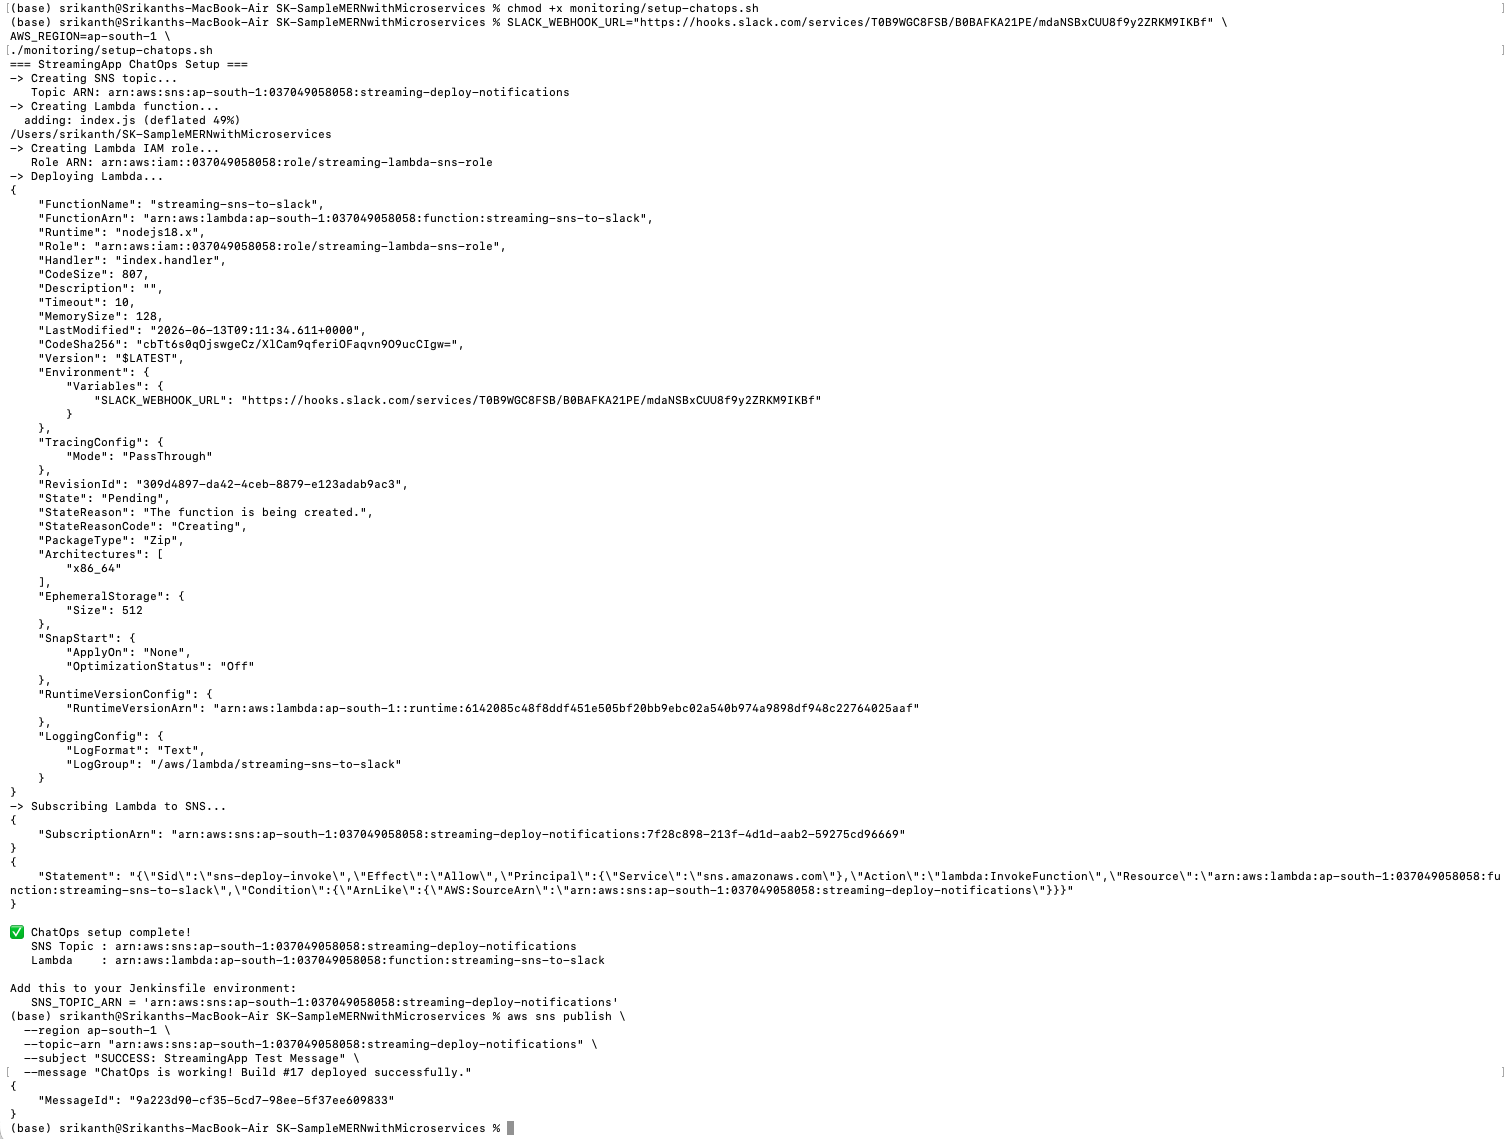 (base) srikanth@Srikanths-MacBook-Air SK-SampleMERNwithMicroservices % chmod +x monitoring/setup-chatops.sh
(base) srikanth@Srikanths-MacBook-Air SK-SampleMERNwithMicroservices % SLACK_WEBHOOK_URL="https://hooks.slack.com/services/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" \
AWS_REGION=ap-south-1 \
./monitoring/setup-chatops.sh
=== StreamingApp ChatOps Setup ===
-> Creating SNS topic...
   Topic ARN: arn:aws:sns:ap-south-1:037049058058:streaming-deploy-notifications
-> Creating Lambda function...
  adding: index.js (deflated 49%)
/Users/srikanth/SK-SampleMERNwithMicroservices
-> Creating Lambda IAM role...
   Role ARN: arn:aws:iam::037049058058:role/streaming-lambda-sns-role
-> Deploying Lambda...
{
    "FunctionName": "streaming-sns-to-slack",
    "FunctionArn": "arn:aws:lambda:ap-south-1:037049058058:function:streaming-sns-to-slack",
    "Runtime": "nodejs18.x",
    "Role": "arn:aws:iam::037049058058:role/streaming-lambda-sns-role",
    "Handler": "index.handler",
    "CodeSize": 807,
    "Description": "",
    "Timeout": 10,
    "MemorySize": 128,
    "LastModified": "2026-06-13T09:11:34.611+0000",
    "CodeSha256": "cbTt6s0qOjswgeCz/XlCam9qferiOFaqvn9O9ucCIgw=",
    "Version": "$LATEST",
    "Environment": {
        "Variables": {
            "SLACK_WEBHOOK_URL": "https://hooks.slack.com/services/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"
        }
    },
    "TracingConfig": {
        "Mode": "PassThrough"
    },
    "RevisionId": "309d4897-da42-4ceb-8879-e123adab9ac3",
    "State": "Pending",
    "StateReason": "The function is being created.",
    "StateReasonCode": "Creating",
    "PackageType": "Zip",
    "Architectures": [
        "x86_64"
    ],
    "EphemeralStorage": {
        "Size": 512
    },
    "SnapStart": {
        "ApplyOn": "None",
        "OptimizationStatus": "Off"
    },
    "RuntimeVersionConfig": {
        "RuntimeVersionArn": "arn:aws:lambda:ap-south-1::runtime:6142085c48f8ddf451e505bf20bb9ebc02a540b974a9898df948c22764025aaf"
    },
    "LoggingConfig": {
        "LogFormat": "Text",
        "LogGroup": "/aws/lambda/streaming-sns-to-slack"
    }
}
-> Subscribing Lambda to SNS...
{
    "SubscriptionArn": "arn:aws:sns:ap-south-1:037049058058:streaming-deploy-notifications:7f28c898-213f-4d1d-aab2-59275cd96669"
}
{
    "Statement": "{\"Sid\":\"sns-deploy-invoke\",\"Effect\":\"Allow\",\"Principal\":{\"Service\":\"sns.amazonaws.com\"},\"Action\":\"lambda:InvokeFunction\",\"Resource\":\"arn:aws:lambda:ap-south-1:037049058058:fu
nction:streaming-sns-to-slack\",\"Condition\":{\"ArnLike\":{\"AWS:SourceArn\":\"arn:aws:sns:ap-south-1:037049058058:streaming-deploy-notifications\"}}}"
}
✅ ChatOps setup complete!
   SNS Topic : arn:aws:sns:ap-south-1:037049058058:streaming-deploy-notifications
   Lambda    : arn:aws:lambda:ap-south-1:037049058058:function:streaming-sns-to-slack
Add this to your Jenkinsfile environment:
   SNS_TOPIC_ARN = 'arn:aws:sns:ap-south-1:037049058058:streaming-deploy-notifications'
(base) srikanth@Srikanths-MacBook-Air SK-SampleMERNwithMicroservices % aws sns publish \
  --region ap-south-1 \
  --topic-arn "arn:aws:sns:ap-south-1:037049058058:streaming-deploy-notifications" \
  --subject "SUCCESS: StreamingApp Test Message" \
  --message "ChatOps is working! Build #17 deployed successfully."
{
    "MessageId": "9a223d90-cf35-5cd7-98ee-5f37ee609833"
}
(base) srikanth@Srikanths-MacBook-Air SK-SampleMERNwithMicroservices %